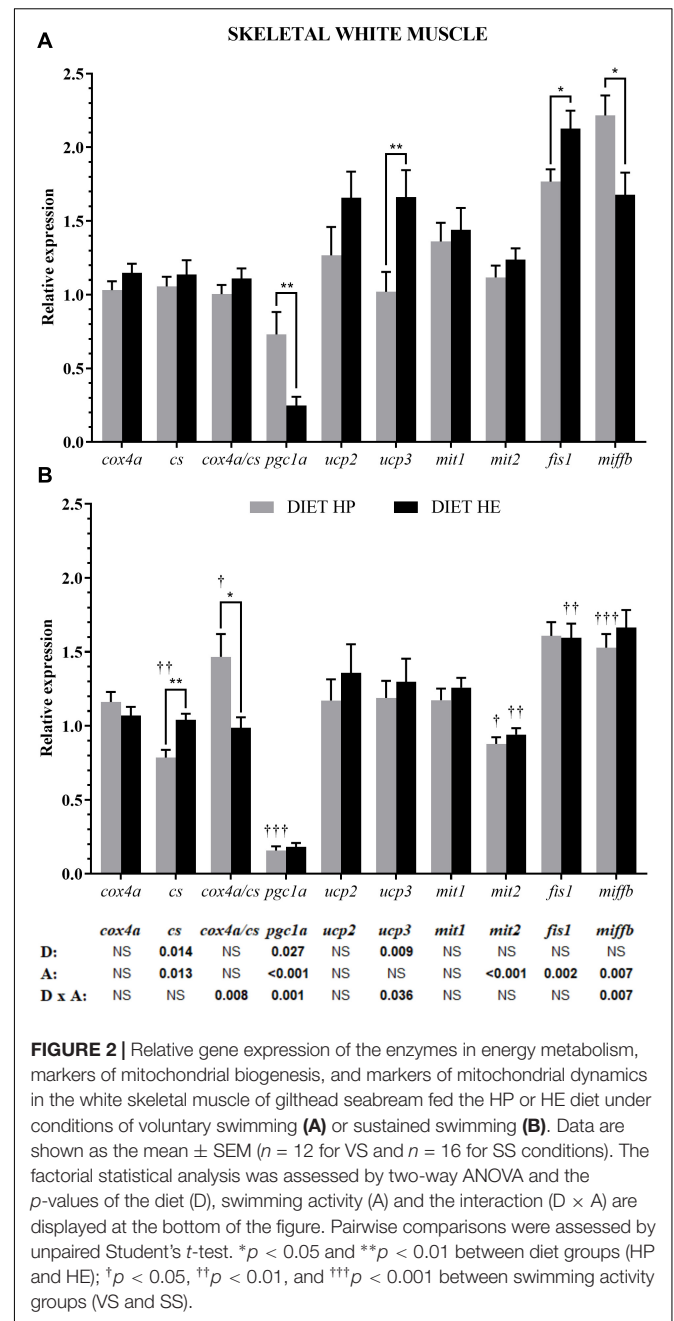 A
SKELETAL WHITE MUSCLE
2.5
2.0
1.5
1.0
0.5
0.0
Relative expression
**
**
*
*
cox4a cs cox4a/cs pgc1a ucp2 ucp3 mit1 mit2 fis1 miffb
B
DIET HP DIET HE
2.5
2.0
1.5
1.0
0.5
0.0
Relative expression
††
**
†
*
†††
†
††
††
†††
cox4a cs cox4a/cs pgc1a ucp2 ucp3 mit1 mit2 fis1 miffb
cox4a cs cox4a/cs pgc1a ucp2 ucp3 mit1 mit2 fis1 miffb
D: NS 0.014 NS 0.027 NS 0.009 NS NS NS NS
A: NS 0.013 NS <0.001 NS NS NS <0.001 0.002 0.007
D x A: NS NS 0.008 0.001 NS 0.036 NS NS NS 0.007
FIGURE 2 | Relative gene expression of the enzymes in energy metabolism,
markers of mitochondrial biogenesis, and markers of mitochondrial dynamics
in the white skeletal muscle of gilthead seabream fed the HP or HE diet under
conditions of voluntary swimming (A) or sustained swimming (B). Data are
shown as the mean ± SEM (n = 12 for VS and n = 16 for SS conditions). The
factorial statistical analysis was assessed by two-way ANOVA and the
p-values of the diet (D), swimming activity (A) and the interaction (D × A) are
displayed at the bottom of the figure. Pairwise comparisons were assessed by
unpaired Student's t-test. *p < 0.05 and **p < 0.01 between diet groups (HP
and HE); †p < 0.05, ††p < 0.01, and †††p < 0.001 between swimming activity
groups (VS and SS).